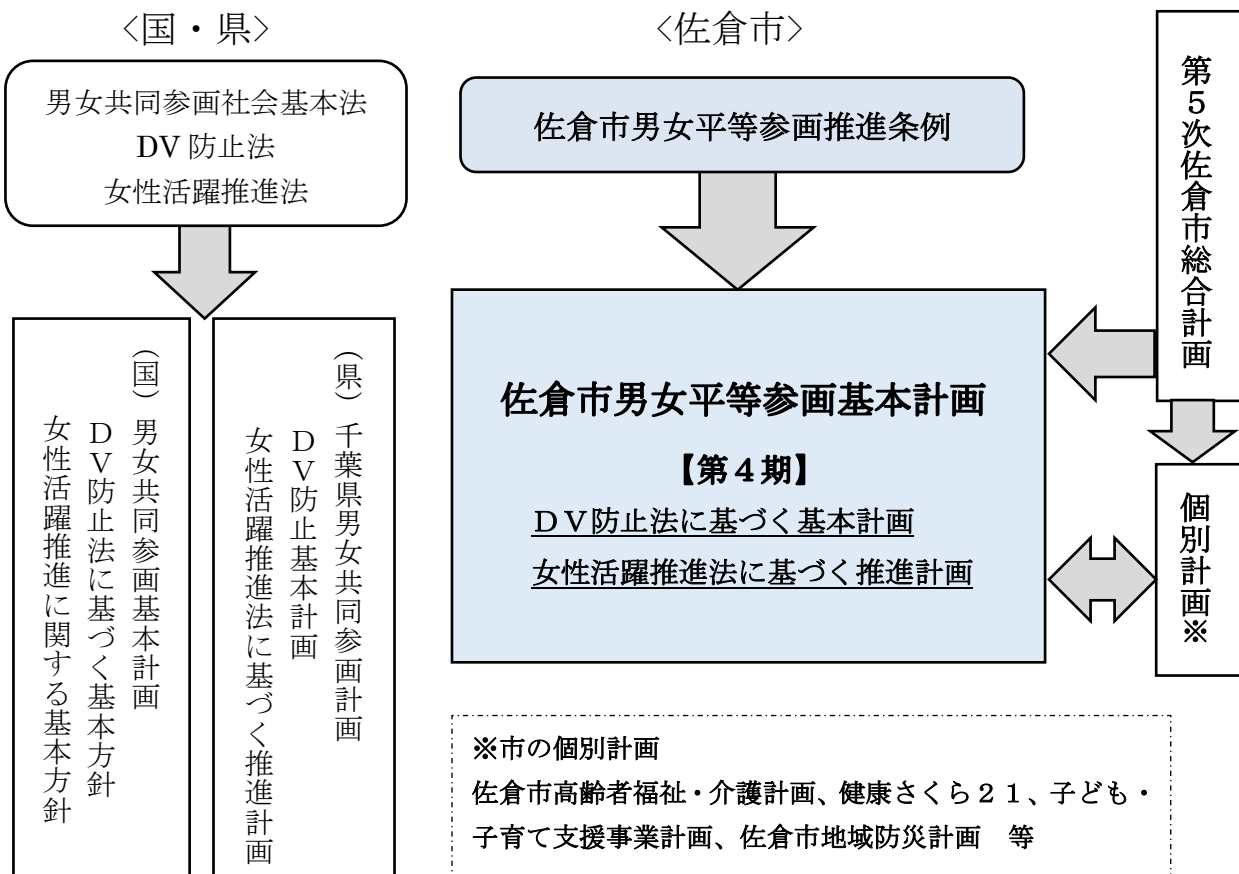 〈国・県〉
男女共同参画社会基本法
DV防止法
女性活躍推進法
（国）男女共同参画基本計画
ＤＶ防止法に基づく基本方針
女性活躍推進に関する基本方針
（県）千葉県男女共同参画計画
ＤＶ防止基本計画
女性活躍推進法に基づく推進計画
〈佐倉市〉
佐倉市男女平等参画推進条例
佐倉市男女平等参画基本計画
【第４期】
ＤＶ防止法に基づく基本計画
女性活躍推進法に基づく推進計画
第５次佐倉市総合計画
個別計画※
※市の個別計画
佐倉市高齢者福祉・介護計画、健康さくら２１、子ども・
子育て支援事業計画、佐倉市地域防災計画　等